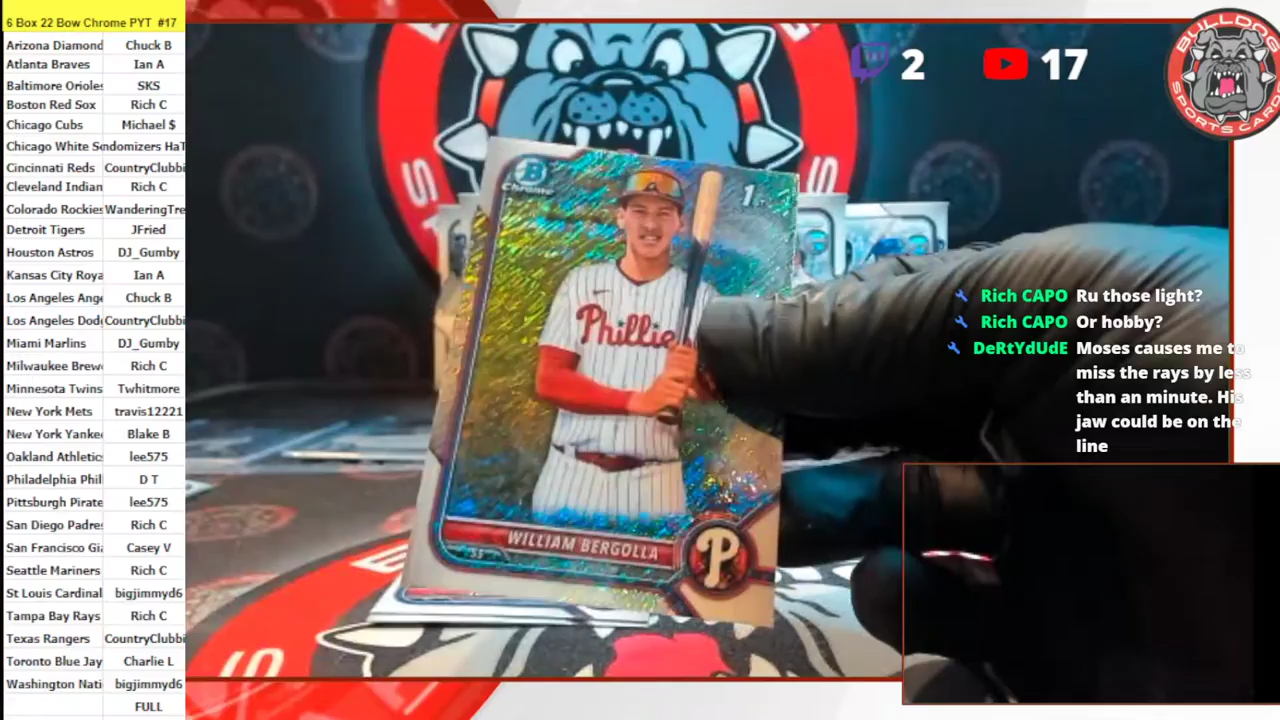 6 Box 22 Bow Chrome PYT #17
Arizona Diamond Chuck B
Atlanta Braves Ian A
Baltimore Orioles SKS
Boston Red Sox Rich C
Chicago Cubs Michael $
Chicago White S ndomizers HaT
Cincinnati Reds CountryClubbi
Cleveland Indian Rich C
Colorado Rockies WanderingTre
Detroit Tigers JFried
Houston Astros DJ_Gumby
Kansas City Roya Ian A
Los Angeles Ange Chuck B
Los Angeles Dod CountryClubbi
Miami Marlins DJ_Gumby
Milwaukee Brew Rich C
Minnesota Twins Twhitmore
New York Mets travis12221
New York Yankee Blake B
Oakland Athletic lee575
Philadelphia Phil D T
Pittsburgh Pirate lee575
San Diego Padre Rich C
San Francisco Gi Casey V
Seattle Mariners Rich C
St Louis Cardinal bigjimmyd6
Tampa Bay Rays Rich C
Texas Rangers CountryClubbi
Toronto Blue Jay Charlie L
Washington Nati bigjimmyd6
FULL
2
17
BULLDOG
SPORTS CARDS
B
Chrome
1st
Phillies
WILLIAM BERGOLLA
SS
P
Rich CAPO Ru those light?
Rich CAPO Or hobby?
DeRtYdUdE Moses causes me to
miss the rays by less
than an minute. His
jaw could be on the
line